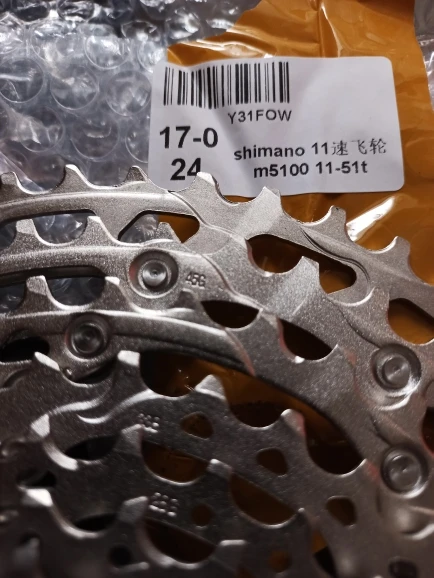 Y31FOW
17-0
24
shimano 11速飞轮
m5100 11-51t